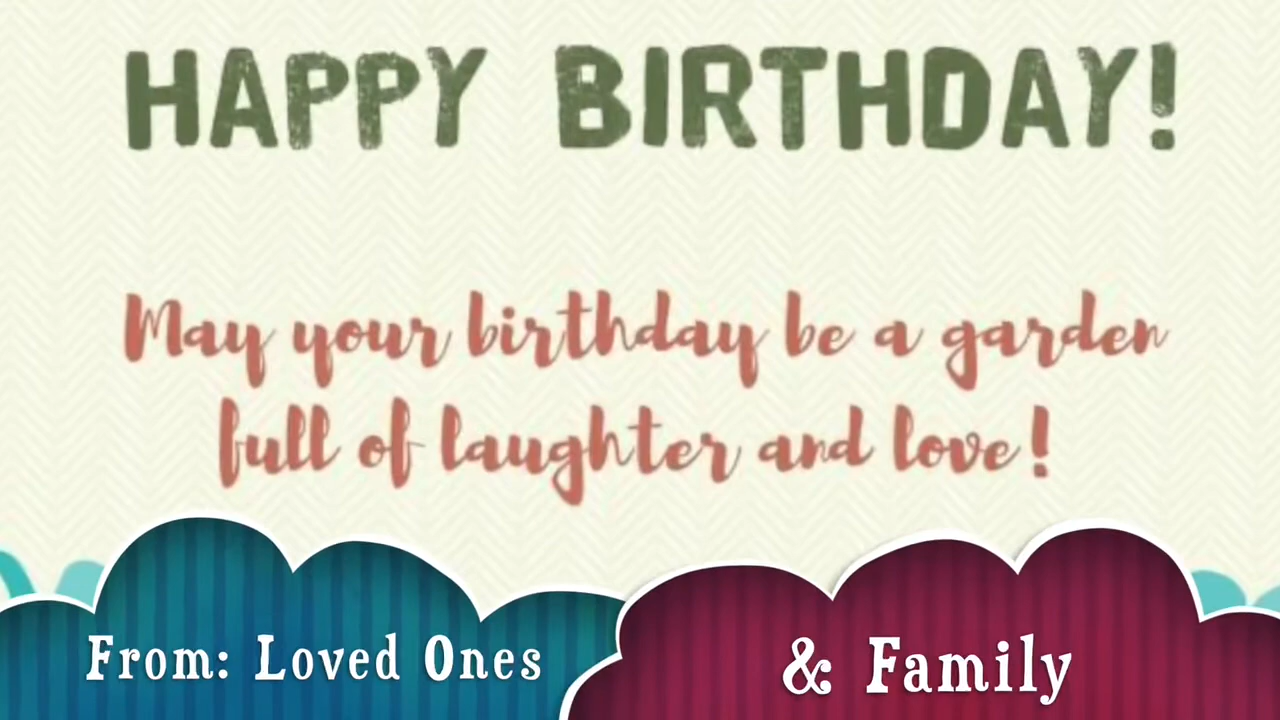 HAPPY BIRTHDAY!
May your birthday be a garden
full of laughter and love!
From: Loved Ones
& Family